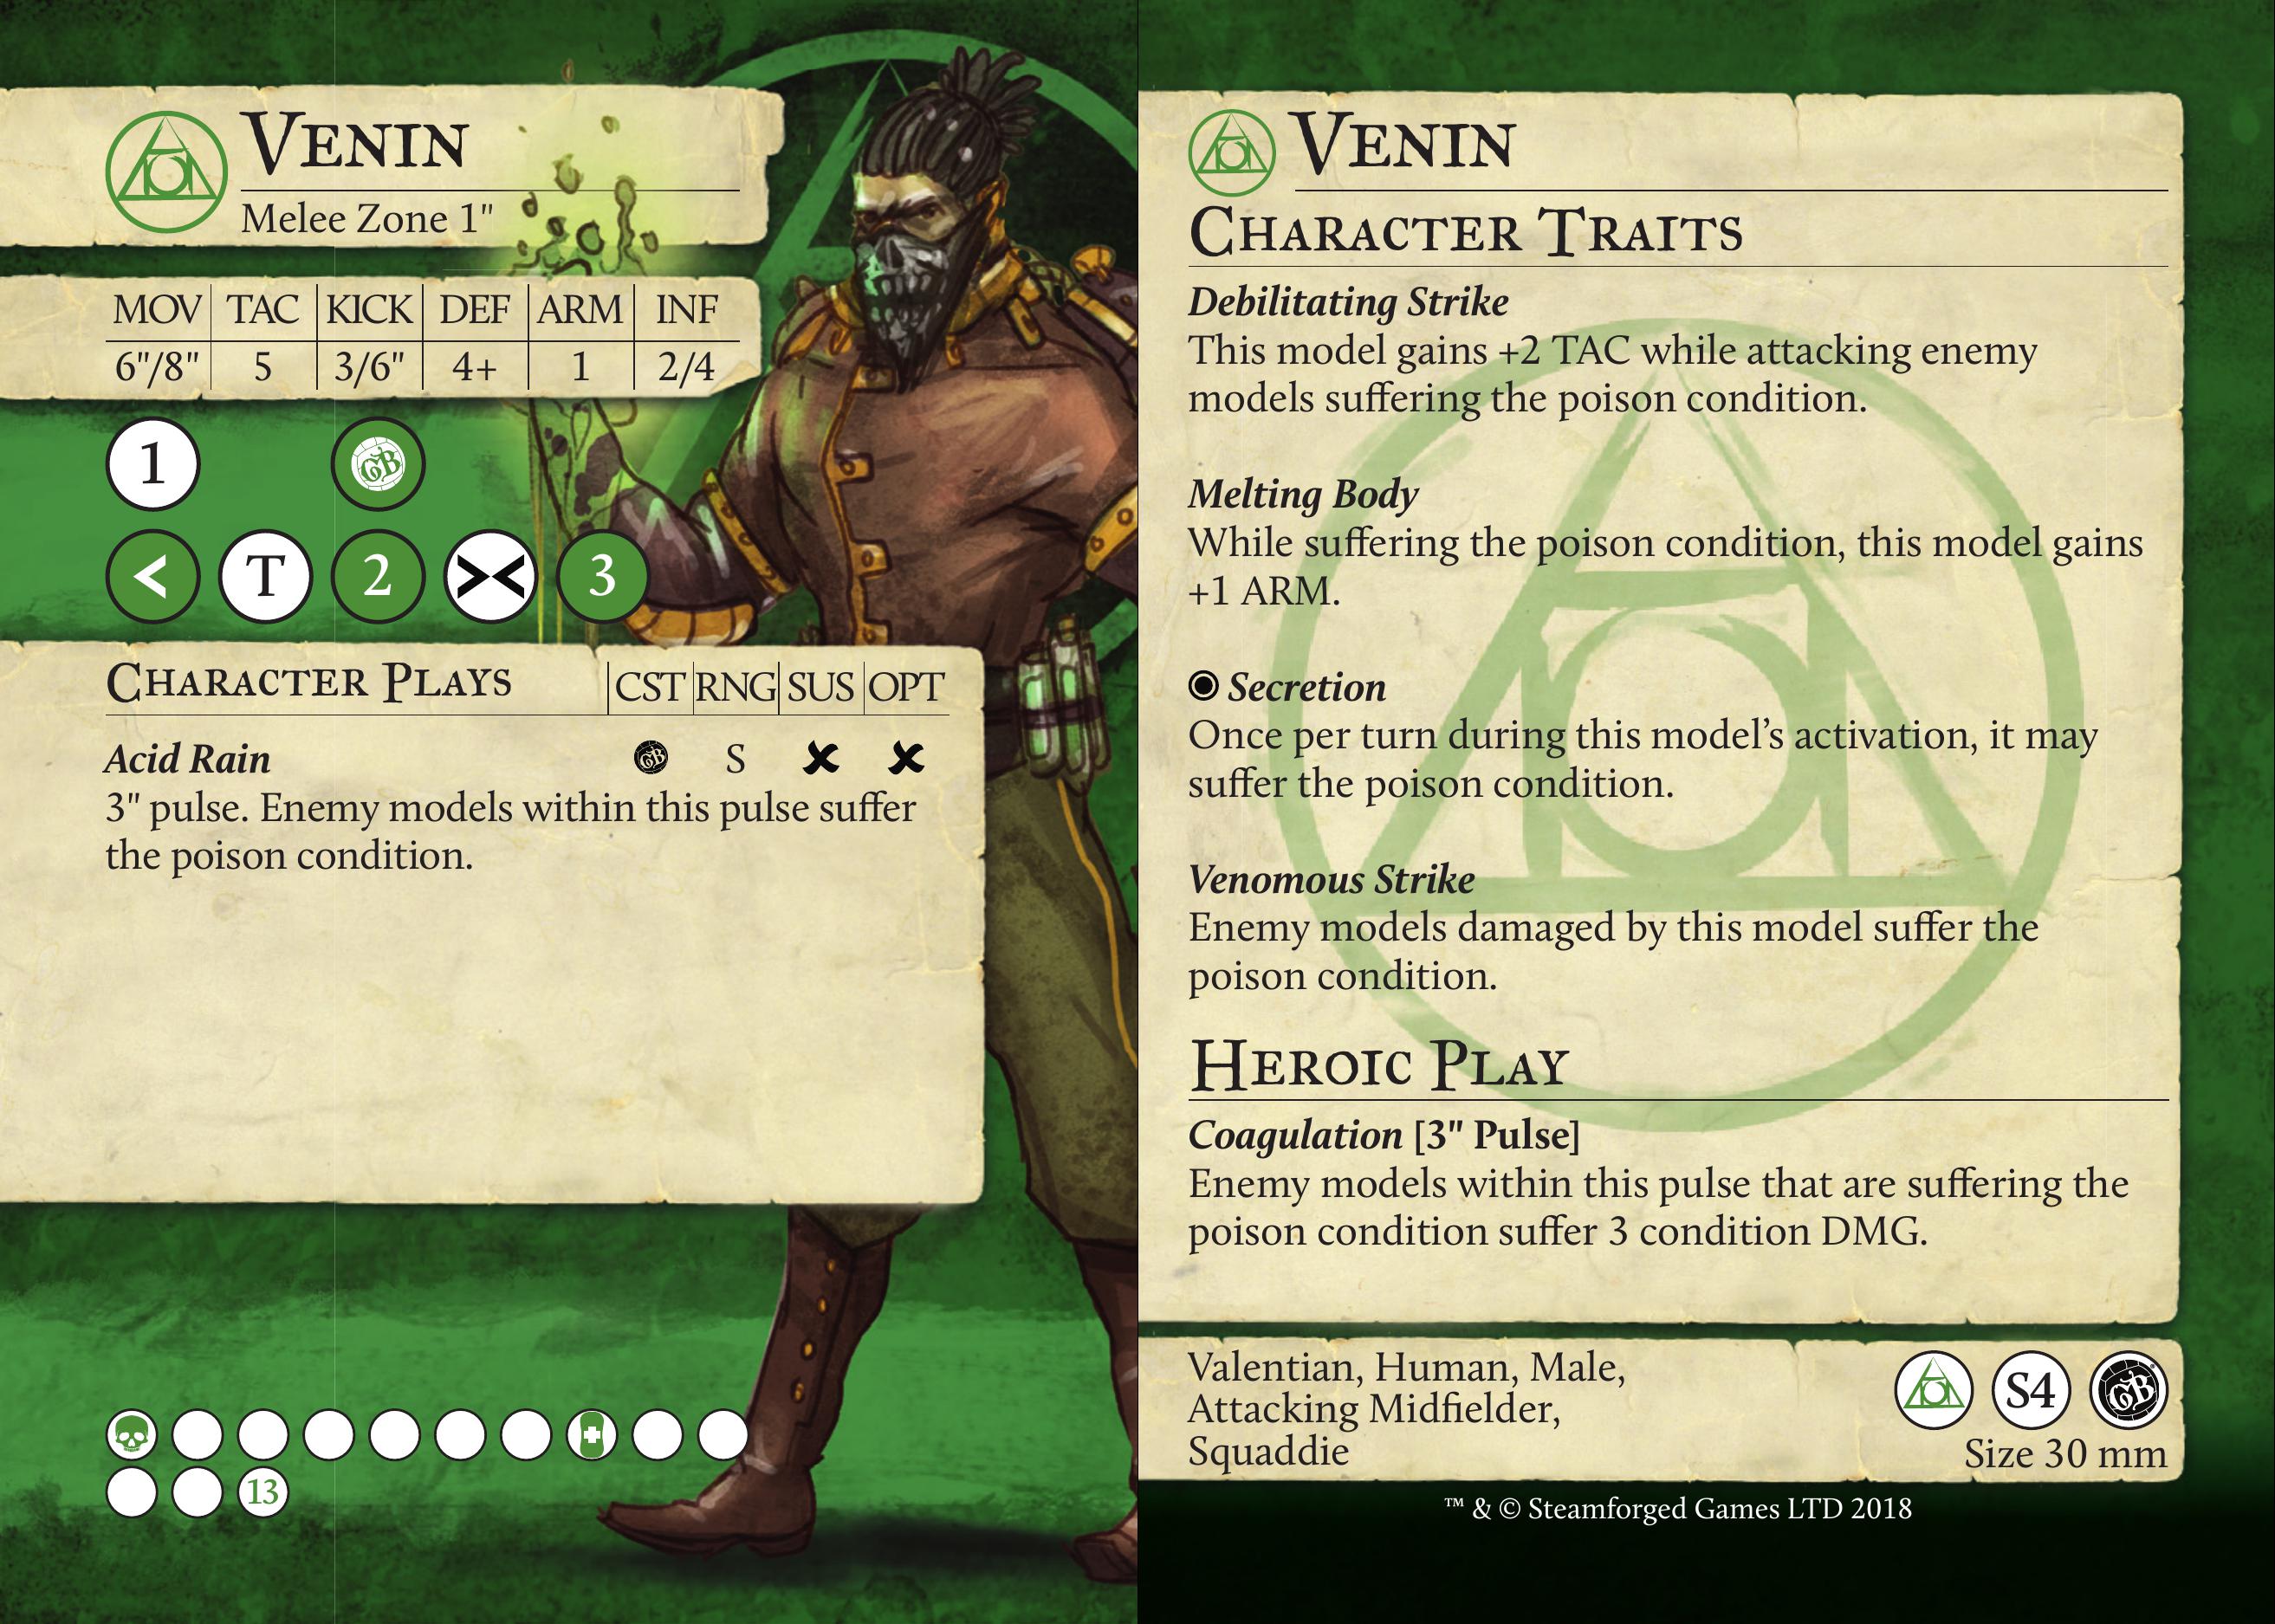 VENIN
Melee Zone 1"
MOV TAC KICK DEF ARM INF
6"/8" 5 3/6" 4+ 1 2/4
1 GB
< T 2 >< 3
CHARACTER PLAYS CST RNG SUS OPT
Acid Rain GB S ✘ ✘
3" pulse. Enemy models within this pulse suffer
the poison condition.
13
VENIN
CHARACTER TRAITS
Debilitating Strike
This model gains +2 TAC while attacking enemy
models suffering the poison condition.
Melting Body
While suffering the poison condition, this model gains
+1 ARM.
Secretion
Once per turn during this model’s activation, it may
suffer the poison condition.
Venomous Strike
Enemy models damaged by this model suffer the
poison condition.
HEROIC PLAY
Coagulation [3" Pulse]
Enemy models within this pulse that are suffering the
poison condition suffer 3 condition DMG.
Valentian, Human, Male,
Attacking Midfielder,
Squaddie
S4 GB
Size 30 mm
™ & © Steamforged Games LTD 2018